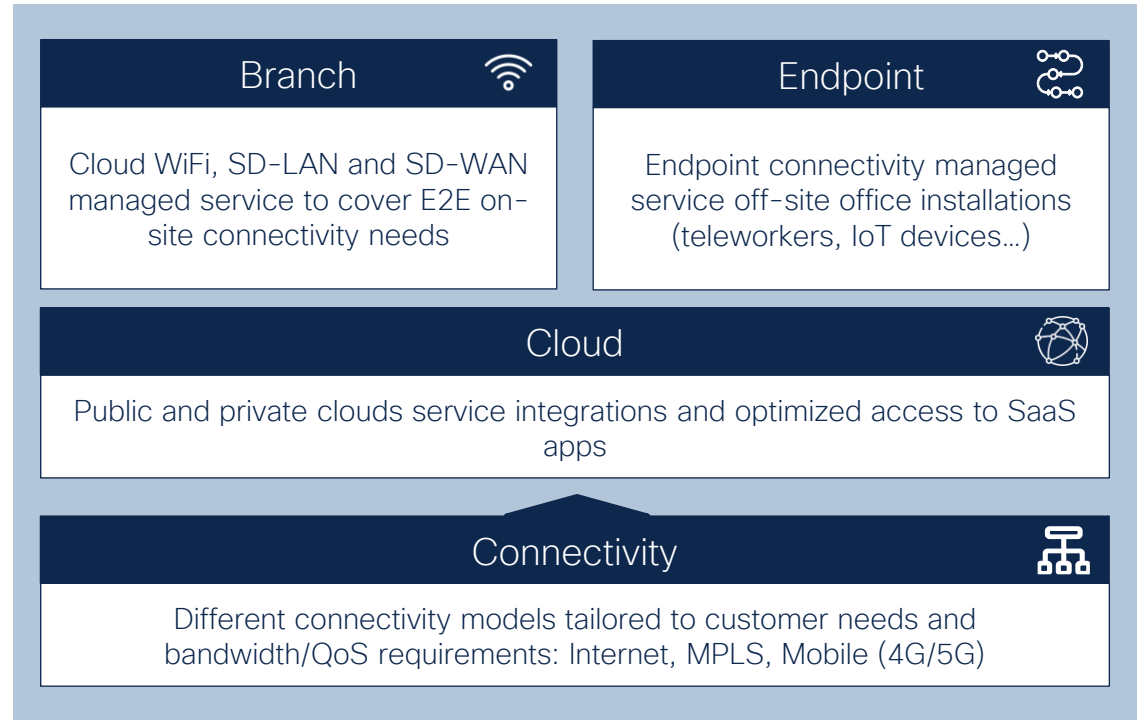 Branch
Cloud WiFi, SD-LAN and SD-WAN
managed service to cover E2E on-
site connectivity needs
Endpoint
Endpoint connectivity managed
service off-site office installations
(teleworkers, IoT devices…)
Cloud
Public and private clouds service integrations and optimized access to SaaS
apps
Connectivity
Different connectivity models tailored to customer needs and
bandwidth/QoS requirements: Internet, MPLS, Mobile (4G/5G)